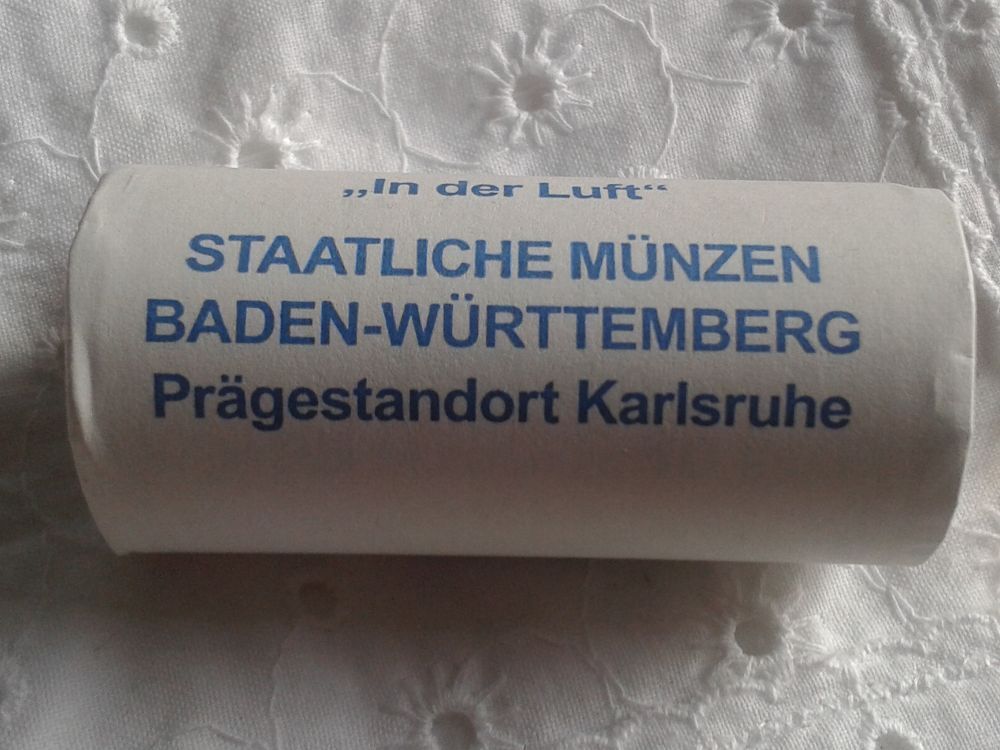 „In der Luft“
STAATLICHE MÜNZEN
BADEN-WÜRTTEMBERG
Prägestandort Karlsruhe